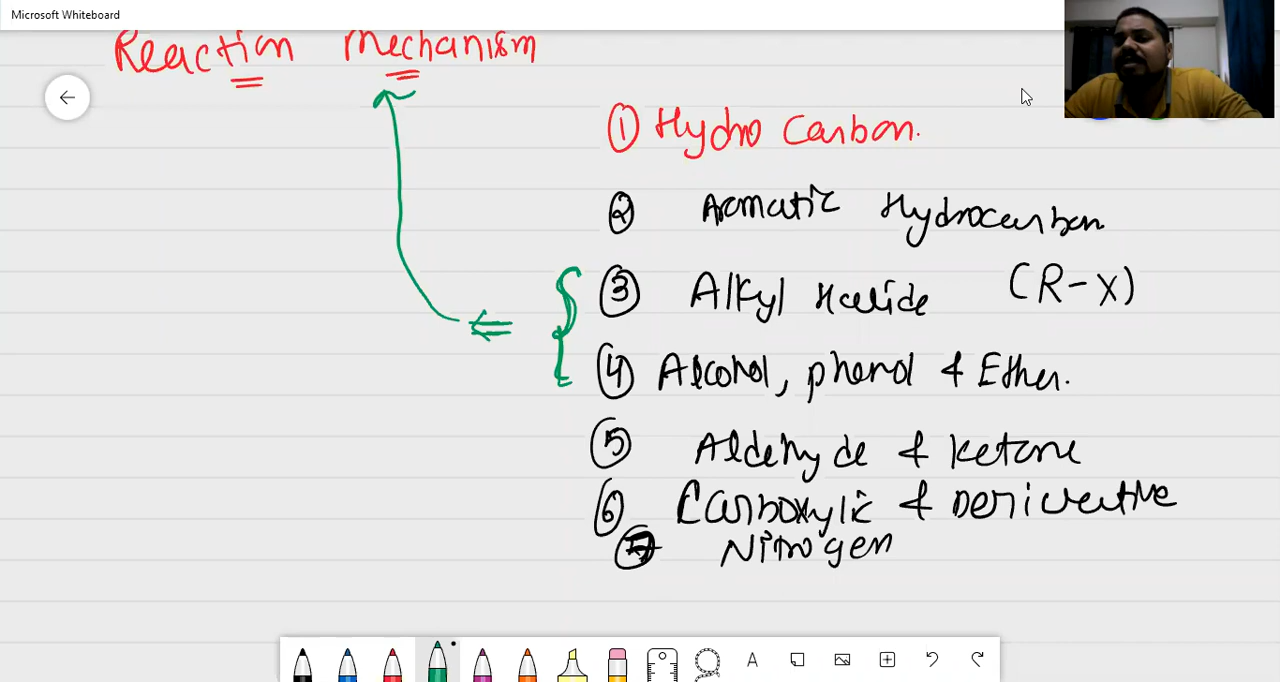 Microsoft Whiteboard
Reaction Mechanism
① Hydro Carbon.
② Aromatic Hydrocarbon
③ Alkyl Halide (R-X)
④ Alcohol, phenol & Ether.
⑤ Aldehyde & Ketone
⑥ Carboxylic & Derivative
⑦ Nitrogen
A